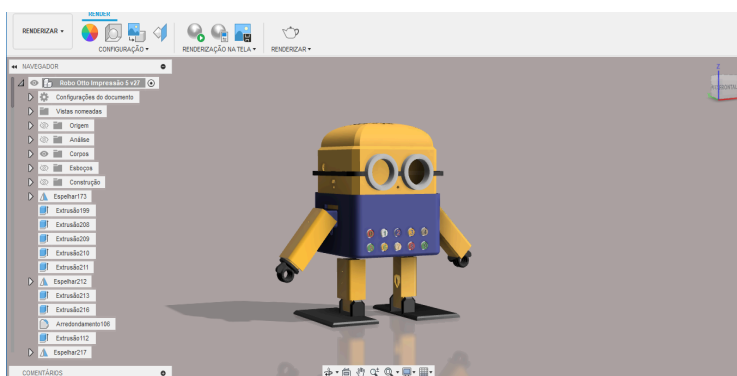 RENDER
RENDERIZAR
CONFIGURAÇÃO
RENDERIZAÇÃO NA TELA
RENDERIZAR
NAVEGADOR
Robo Otto Impressão 5 v27
Configurações do documento
Vistas nomeadas
Origem
Análise
Corpos
Esboços
Construção
Espelhar173
Extrusão199
Extrusão208
Extrusão209
Extrusão210
Extrusão211
Espelhar212
Extrusão213
Extrusão216
Arredondamento106
Extrusão112
Espelhar217
COMENTÁRIOS
Z